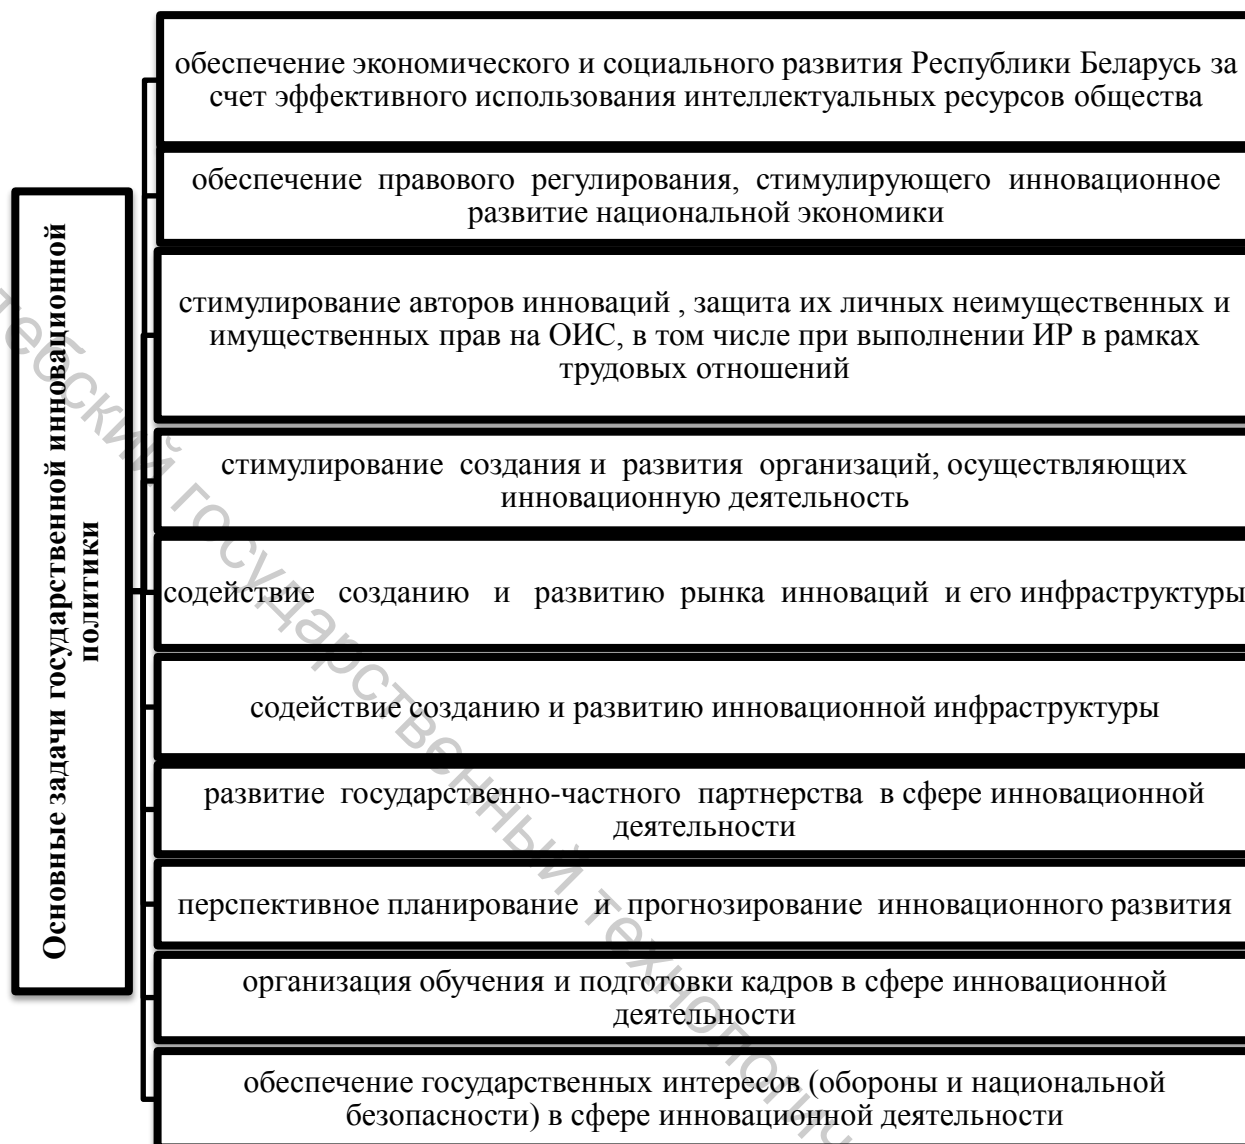 Основные задачи государственной инновационной
политики
обеспечение экономического и социального развития Республики Беларусь за
счет эффективного использования интеллектуальных ресурсов общества
обеспечение правового регулирования, стимулирующего инновационное
развитие национальной экономики
стимулирование авторов инноваций , защита их личных неимущественных и
имущественных прав на ОИС, в том числе при выполнении ИР в рамках
трудовых отношений
стимулирование создания и развития организаций, осуществляющих
инновационную деятельность
содействие созданию и развитию рынка инноваций и его инфраструктуры
содействие созданию и развитию инновационной инфраструктуры
развитие государственно-частного партнерства в сфере инновационной
деятельности
перспективное планирование и прогнозирование инновационного развития
организация обучения и подготовки кадров в сфере инновационной
деятельности
обеспечение государственных интересов (обороны и национальной
безопасности) в сфере инновационной деятельности
государственный